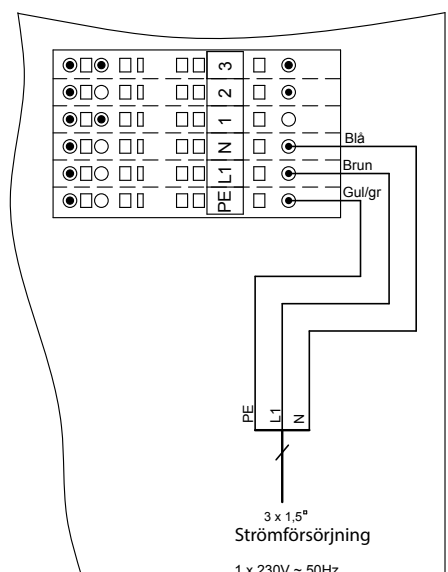 3
2
1
N
L1
PE
Blå
Brun
Gul/gr
PE
L1
N
3 x 1,5▫
Strömförsörjning
1 x 230V ~ 50Hz